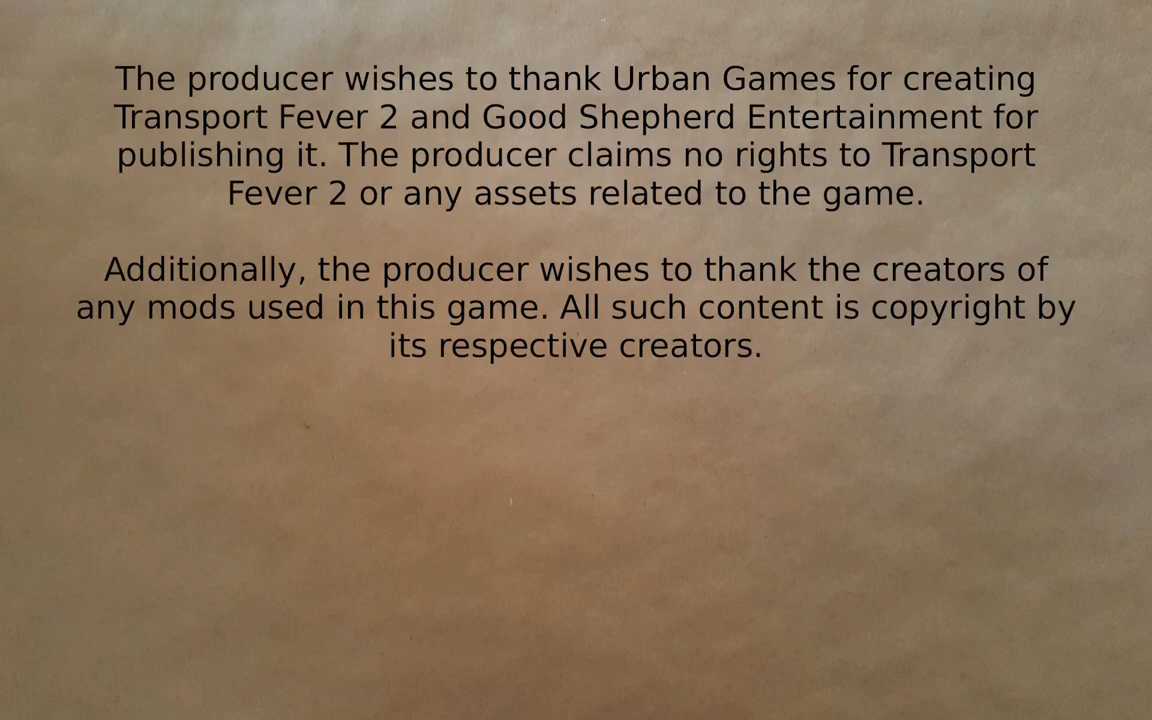 The producer wishes to thank Urban Games for creating
Transport Fever 2 and Good Shepherd Entertainment for
publishing it. The producer claims no rights to Transport
Fever 2 or any assets related to the game.
Additionally, the producer wishes to thank the creators of
any mods used in this game. All such content is copyright by
its respective creators.